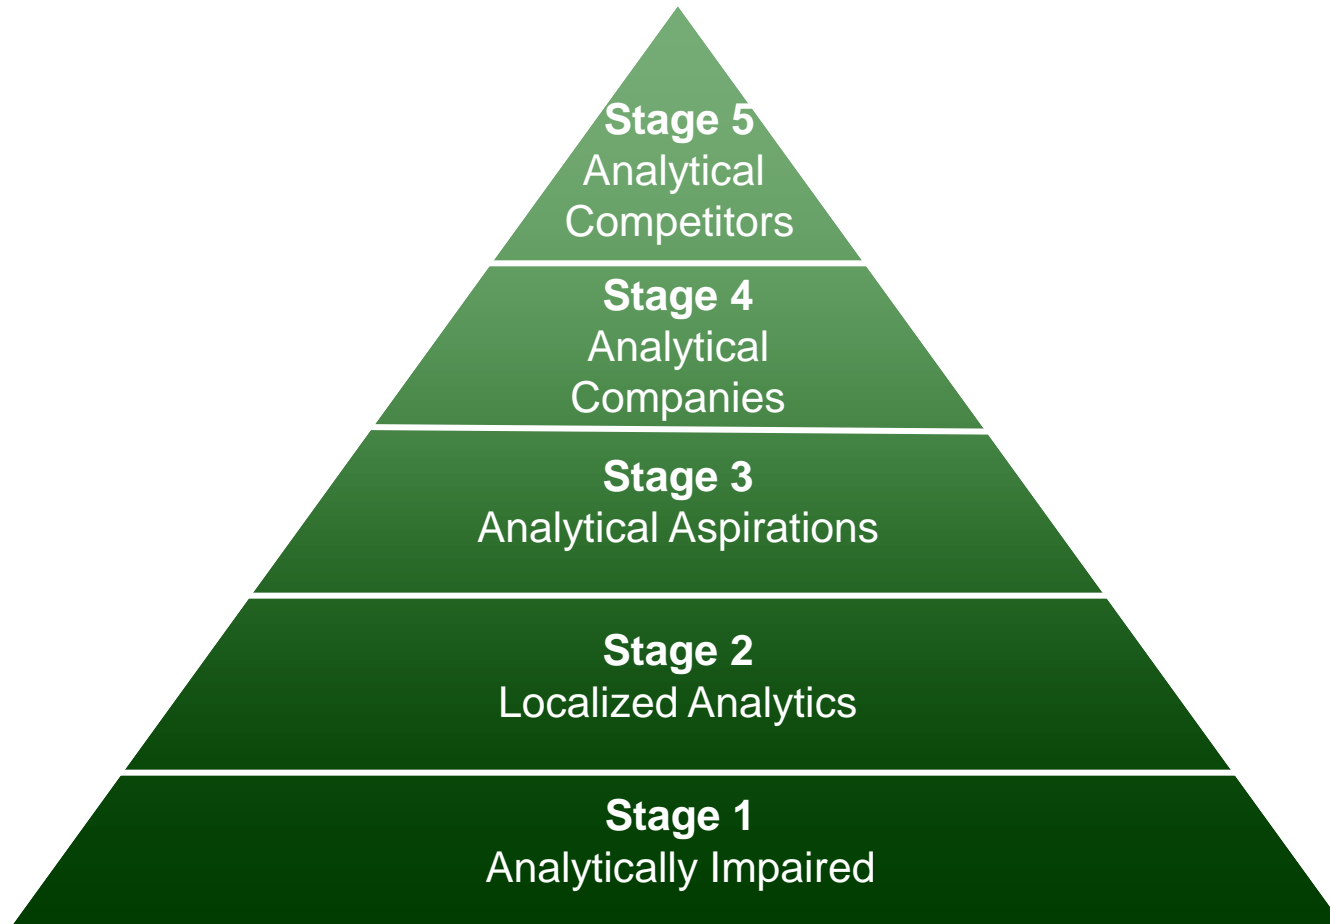 Stage 5
Analytical
Competitors
Stage 4
Analytical
Companies
Stage 3
Analytical Aspirations
Stage 2
Localized Analytics
Stage 1
Analytically Impaired